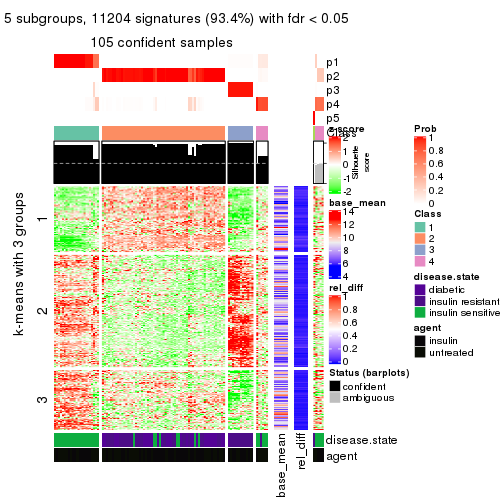 5 subgroups, 11204 signatures (93.4%) with fdr < 0.05
105 confident samples
p1
p2
p3
p4
p5
Class
Silhouette
score
k-means with 3 groups
1
2
3
disease.state
agent
base_mean
rel_diff
z-score
2
1
0
-1
-2
base_mean
14
12
10
8
6
4
rel_diff
1
0.8
0.6
0.4
0.2
0
Status (barplots)
confident
ambiguous
Prob
1
0.8
0.6
0.4
0.2
0
Class
1
2
3
4
disease.state
diabetic
insulin resistant
insulin sensitive
agent
insulin
untreated